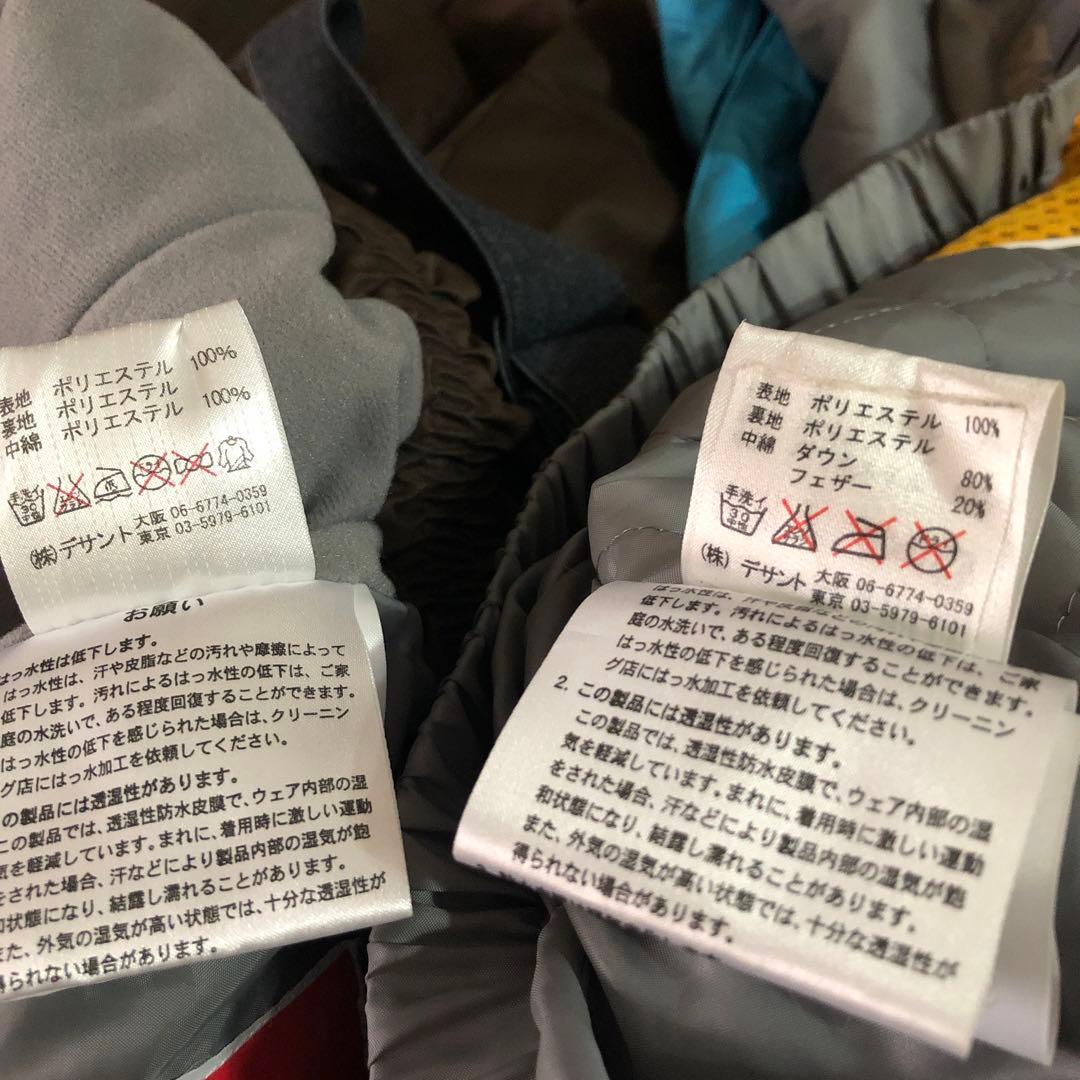 表地 ポリエステル 100%
裏地 ポリエステル
中綿 ポリエステル 100%
30
中性
(株)デサント 大阪 06-6774-0359
東京 03-5979-6101
お願い
はっ水性は低下します。
はっ水性は、汗や皮脂などの汚れや摩擦によって
低下します。汚れによるはっ水性の低下は、ご家
庭の水洗いで、ある程度回復することができます。
はっ水性の低下を感じられた場合は、クリーニン
グ店にはっ水加工を依頼してください。
の製品には透湿性があります。
この製品では、透湿性防水皮膜で、ウェア内部の湿
気を軽減しています。まれに、着用時に激しい運動
をされた場合、汗などにより製品内部の湿気が飽
和状態になり、結露し濡れることがあります。
また、外気の湿気が高い状態では、十分な透湿性が
得られない場合があります。
表地 ポリエステル 100%
裏地 ポリエステル
中綿 ダウン 80%
フェザー 20%
手洗イ
30
中性
(株)デサント 大阪 06-6774-0359
東京 03-5979-6101
はっ水性は、汗や皮脂
低下します。汚れによるはっ水性の低下は、ご家
庭の水洗いで、ある程度回復することができます。
はっ水性の低下を感じられた場合は、クリーニン
グ店にはっ水加工を依頼してください。
2. この製品には透湿性があります。
この製品では、透湿性防水皮膜で、ウェア内部の湿
気を軽減しています。まれに、着用時に激しい運動
をされた場合、汗などにより製品内部の湿気が飽
和状態になり、結露し濡れることがあります。
また、外気の湿気が高い状態では、十分な透湿性が
得られない場合があります。